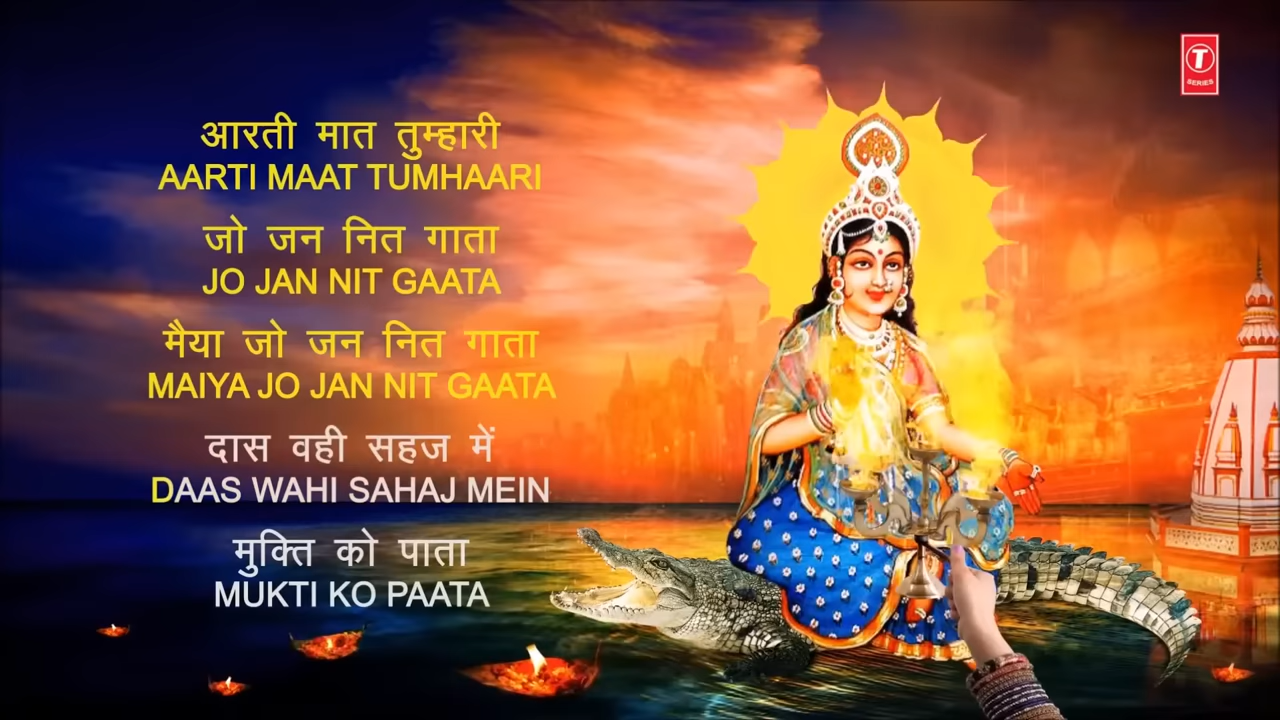 आरती मात तुम्हारी
AARTI MAAT TUMHAARI
जो जन नित गाता
JO JAN NIT GAATA
मैया जो जन नित गाता
MAIYA JO JAN NIT GAATA
दास वही सहज में
DAAS WAHI SAHAJ MEIN
मुक्ति को पाता
MUKTI KO PAATA
T
SERIES